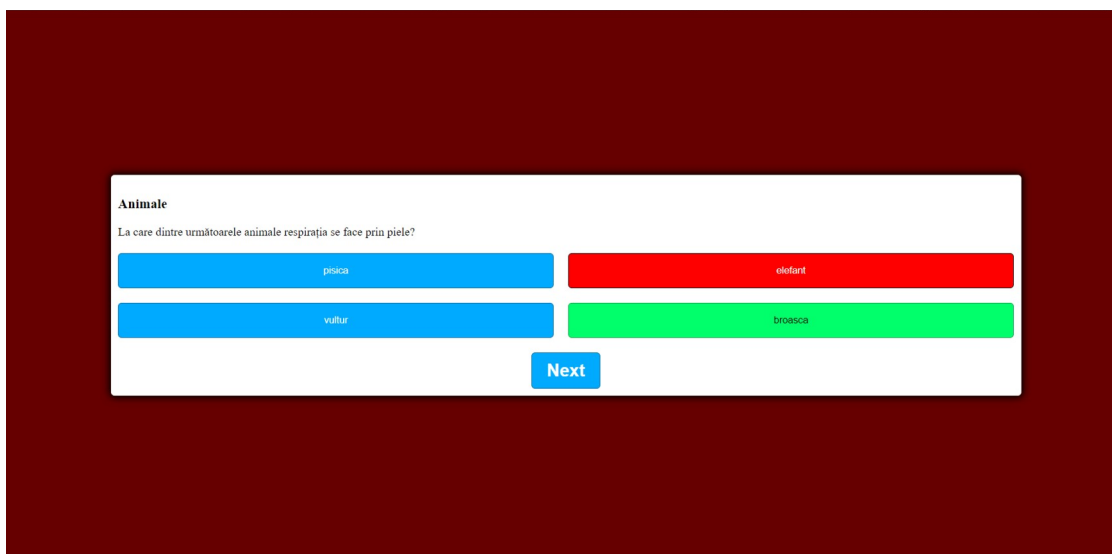 Animale
La care dintre următoarele animale respirația se face prin piele?
pisica
elefant
vultur
broasca
Next